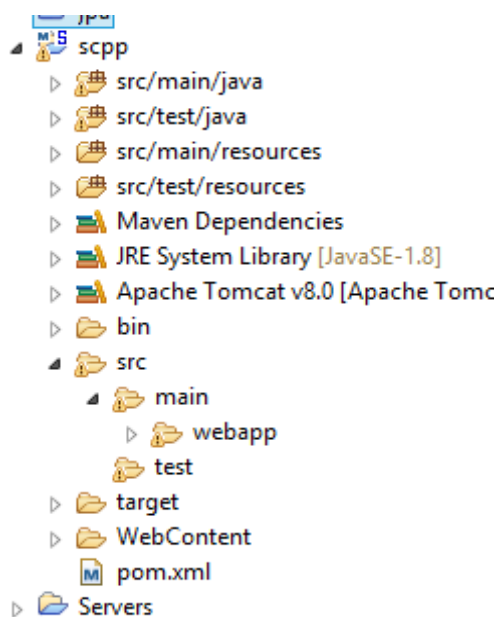 jpa
scpp
src/main/java
src/test/java
src/main/resources
src/test/resources
Maven Dependencies
JRE System Library [JavaSE-1.8]
Apache Tomcat v8.0 [Apache Tomc
bin
src
main
webapp
test
target
WebContent
pom.xml
Servers